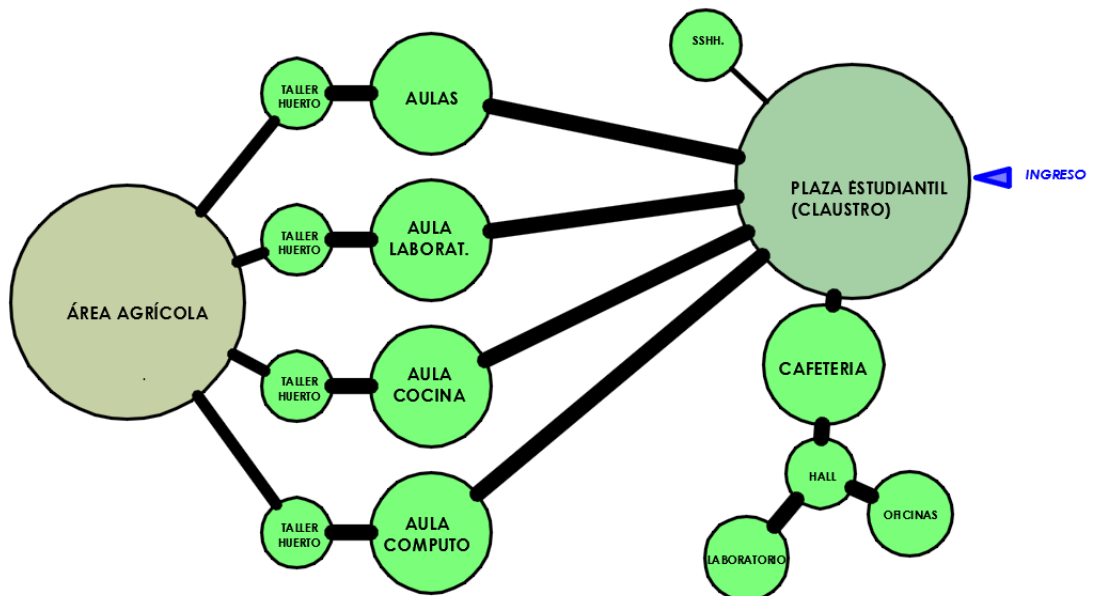 SSHH.
TALLER
HUERTO
AULAS
PLAZA ÉSTUDIANTIL
(CLAUSTRO)
INGRESO
TALLER
HUERTO
AULA
LABORAT.
ÁREA AGRÍCOLA
TALLER
HUERTO
AULA
COCINA
CAFETERIA
HALL
TALLER
HUERTO
AULA
COMPUTO
OFICINAS
LABORATORIO